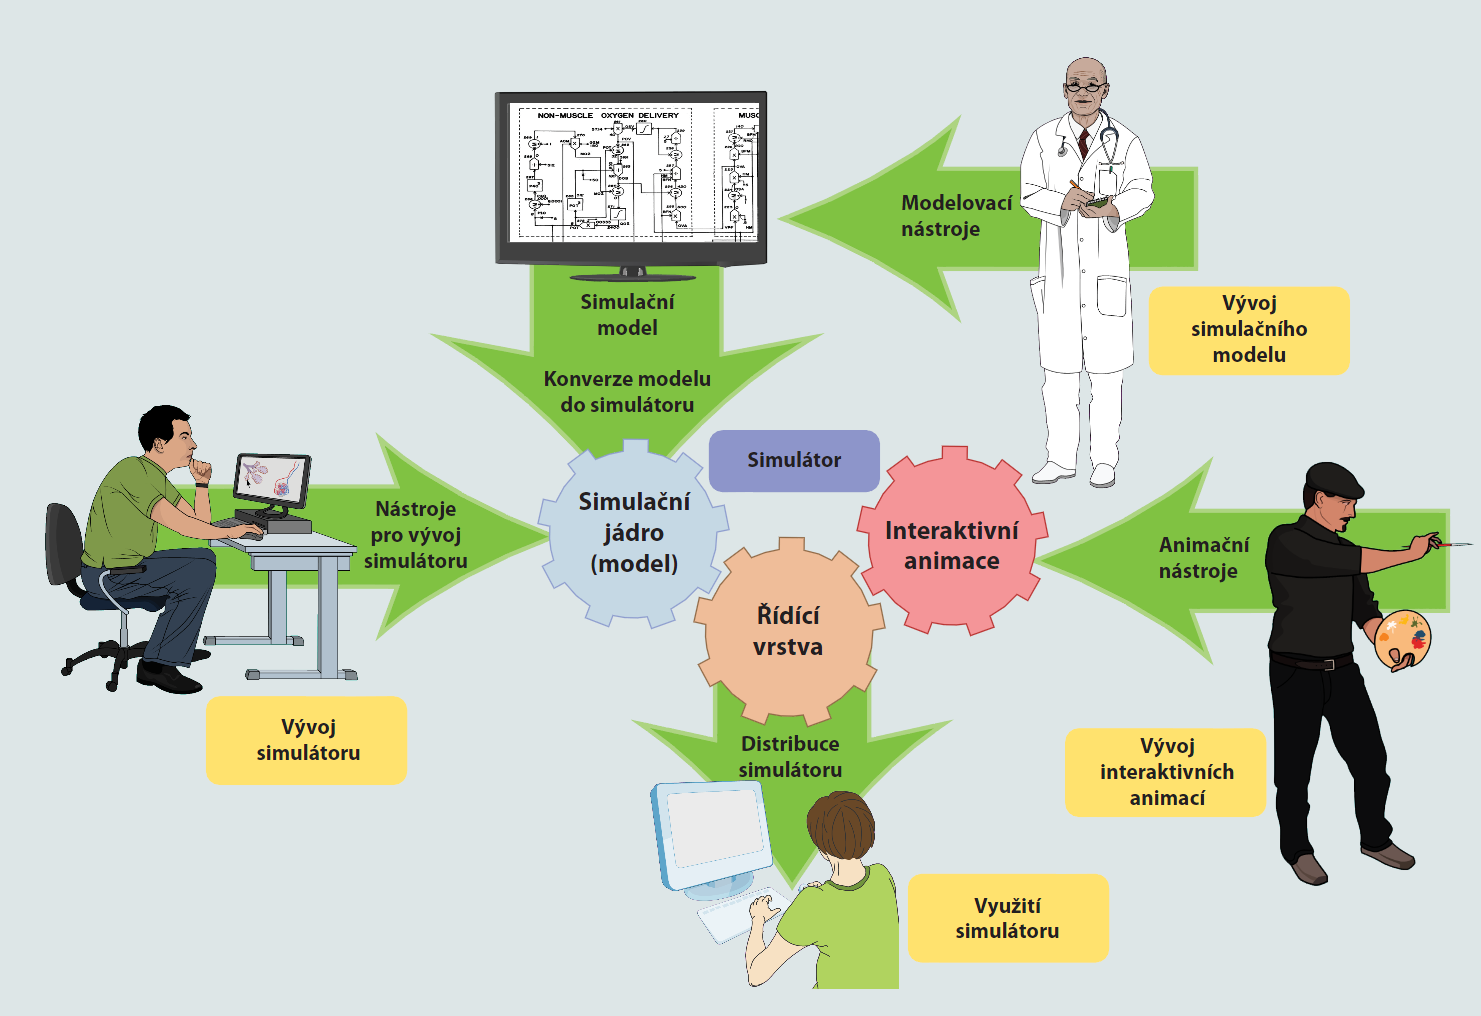 NON-MUSCLE OXYGEN DELIVERY
MUSC
Modelovací
nástroje
Simulační
model
Vývoj
simulačního
modelu
Konverze modelu
do simulátoru
Simulátor
Nástroje
pro vývoj
simulátoru
Simulační
jádro
(model)
Interaktivní
animace
Animační
nástroje
Řídící
vrstva
Vývoj
simulátoru
Distribuce
simulátoru
Vývoj
interaktivních
animací
Využití
simulátoru